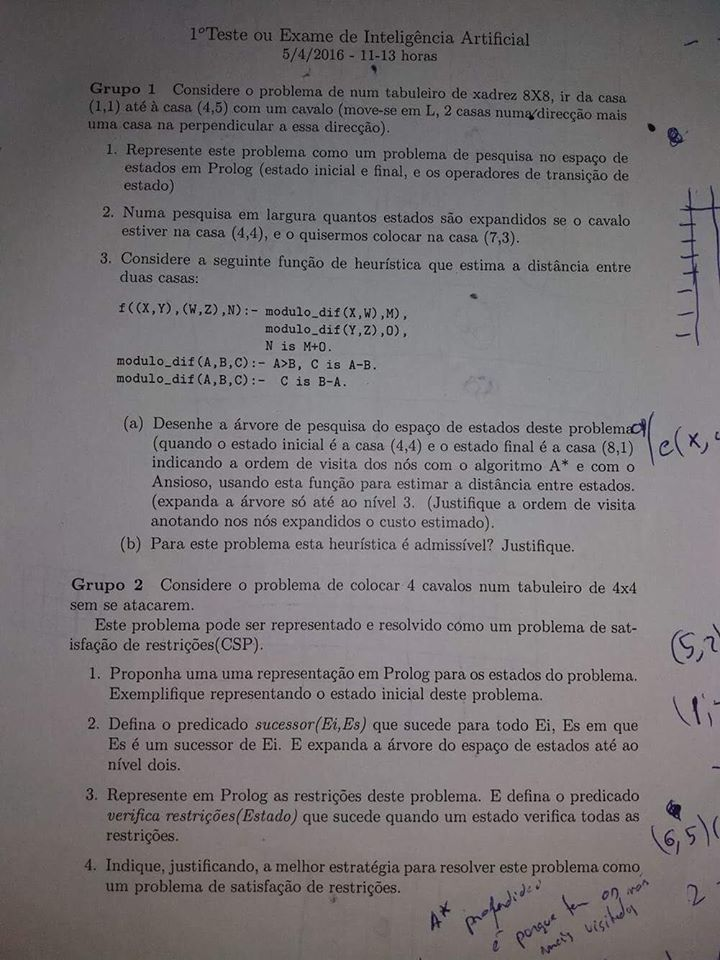 1ºTeste ou Exame de Inteligência Artificial
5/4/2016 - 11-13 horas
Grupo 1 Considere o problema de num tabuleiro de xadrez 8X8, ir da casa
(1,1) até à casa (4,5) com um cavalo (move-se em L, 2 casas numa direcção mais
uma casa na perpendicular a essa direcção).
1. Represente este problema como um problema de pesquisa no espaço de
estados em Prolog (estado inicial e final, e os operadores de transição de
estado)
2. Numa pesquisa em largura quantos estados são expandidos se o cavalo
estiver na casa (4,4), e o quisermos colocar na casa (7,3).
3. Considere a seguinte função de heurística que estima a distância entre
duas casas:
f((X,Y),(W,Z),N):- modulo_dif(X,W),M),
modulo_dif(Y,Z),O),
N is M+O.
modulo_dif(A,B,C):- A>B, C is A-B.
modulo_dif(A,B,C):- C is B-A.
(a) Desenhe a árvore de pesquisa do espaço de estados deste problema
(quando o estado inicial é a casa (4,4) e o estado final é a casa (8,1)
indicando a ordem de visita dos nós com o algoritmo A* e com o
Ansioso, usando esta função para estimar a distância entre estados.
(expanda a árvore só até ao nível 3. (Justifique a ordem de visita
anotando nos nós expandidos o custo estimado).
e(x,
(b) Para este problema esta heurística é admissível? Justifique.
Grupo 2 Considere o problema de colocar 4 cavalos num tabuleiro de 4x4
sem se atacarem.
Este problema pode ser representado e resolvido como um problema de sat-
isfação de restrições(CSP).
(5,2)
1. Proponha uma uma representação em Prolog para os estados do problema.
Exemplifique representando o estado inicial deste problema.
2. Defina o predicado sucessor(Ei,Es) que sucede para todo Ei, Es em que
Es é um sucessor de Ei. E expanda a árvore do espaço de estados até ao
nível dois.
3. Represente em Prolog as restrições deste problema. E defina o predicado
verifica restrições(Estado) que sucede quando um estado verifica todas as
restrições.
(6,5)(
4. Indique, justificando, a melhor estratégia para resolver este problema como
um problema de satisfação de restrições.
2
A*
é porque tem os nós
mais visitados